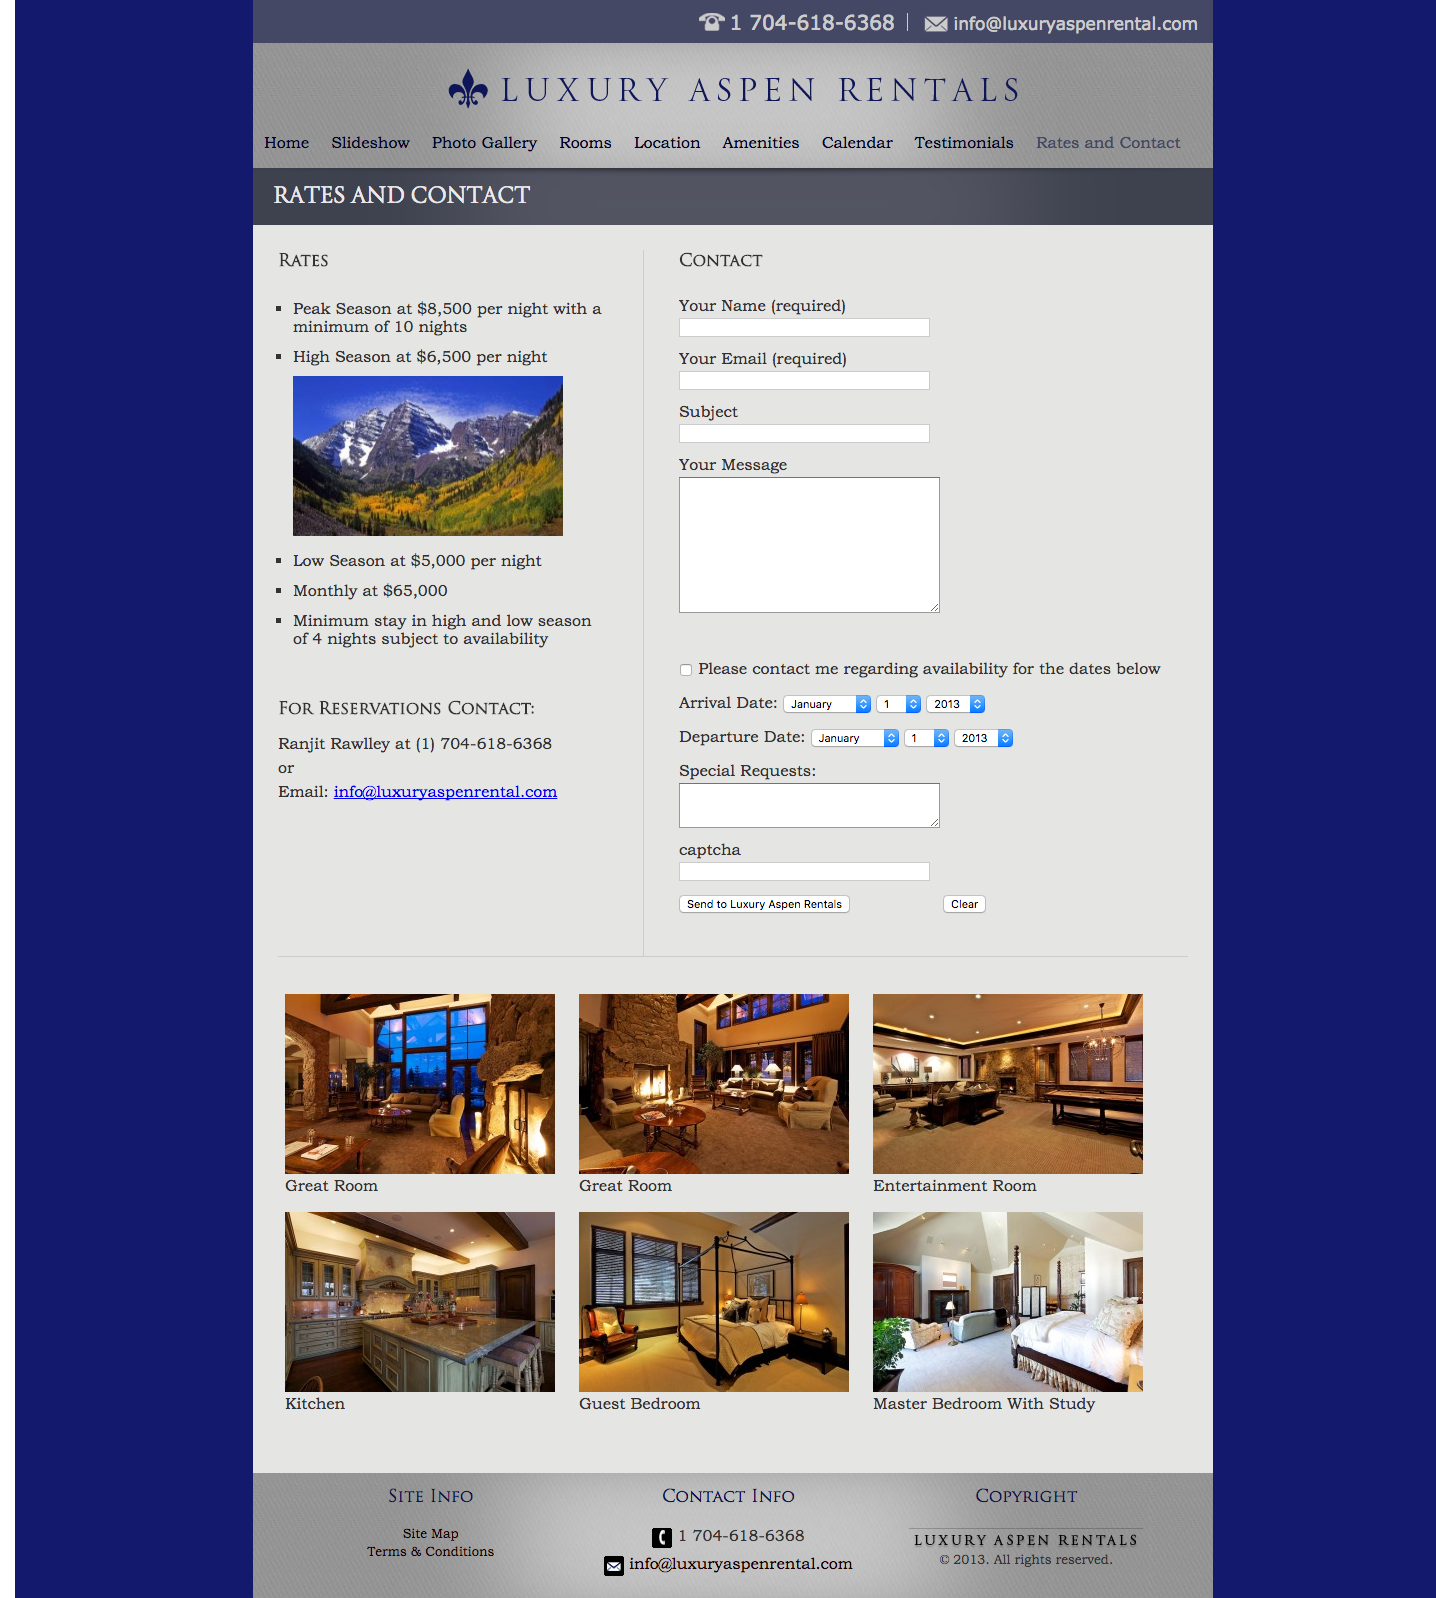 1 704-618-6368 info@luxuryaspenrental.com
LUXURY ASPEN RENTALS
Home Slideshow Photo Gallery Rooms Location Amenities Calendar Testimonials Rates and Contact
RATES AND CONTACT
RATES
Peak Season at $8,500 per night with a
minimum of 10 nights
High Season at $6,500 per night
Low Season at $5,000 per night
Monthly at $65,000
Minimum stay in high and low season
of 4 nights subject to availability
FOR RESERVATIONS CONTACT:
Ranjit Rawlley at (1) 704-618-6368
or
Email: info@luxuryaspenrental.com
CONTACT
Your Name (required)
Your Email (required)
Subject
Your Message
Please contact me regarding availability for the dates below
Arrival Date: January 1 2013
Departure Date: January 1 2013
Special Requests:
captcha
Send to Luxury Aspen Rentals Clear
Great Room Great Room Entertainment Room
Kitchen Guest Bedroom Master Bedroom With Study
SITE INFO
Site Map
Terms & Conditions
CONTACT INFO
1 704-618-6368
info@luxuryaspenrental.com
COPYRIGHT
LUXURY ASPEN RENTALS
© 2013. All rights reserved.